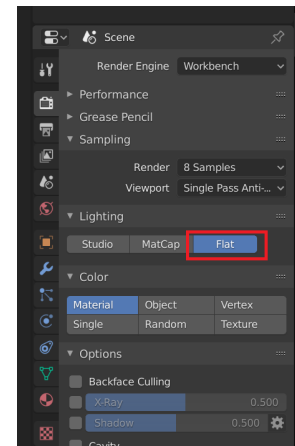 Scene
Render Engine Workbench
Performance
Grease Pencil
Sampling
Render 8 Samples
Viewport Single Pass Anti-...
Lighting
Studio MatCap Flat
Color
Material Object Vertex
Single Random Texture
Options
Backface Culling
X-Ray 0.500
Shadow 0.500
Cavity